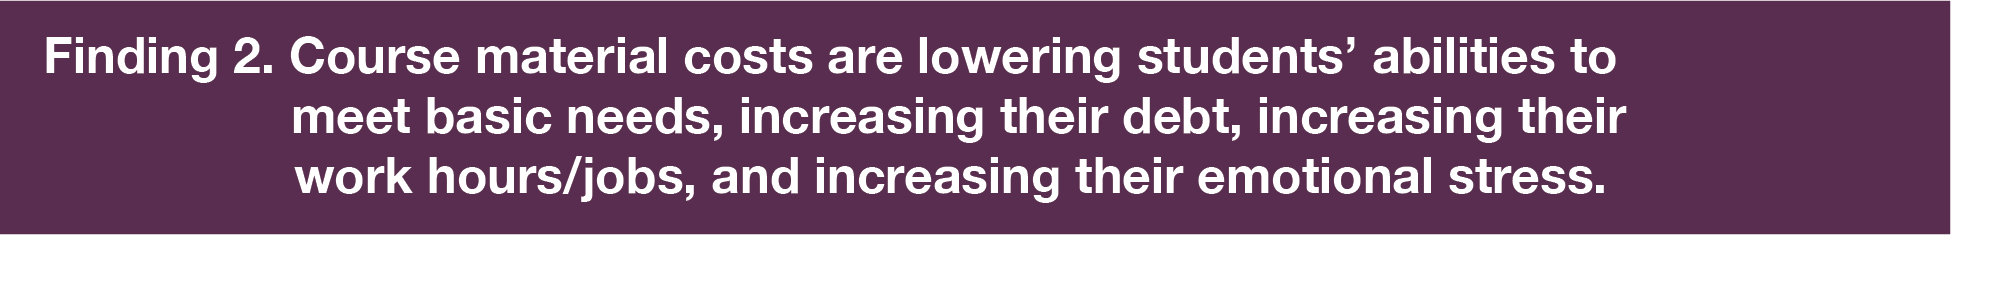 Finding 2. Course material costs are lowering students’ abilities to
meet basic needs, increasing their debt, increasing their
work hours/jobs, and increasing their emotional stress.